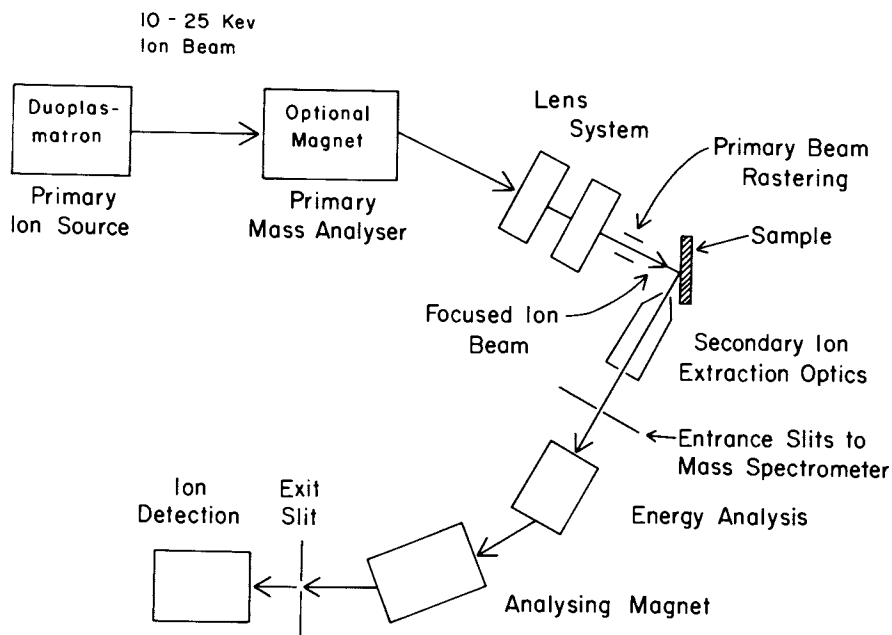 10 - 25 Kev
Ion Beam
Duoplas-
matron
Primary
Ion Source
Optional
Magnet
Primary
Mass Analyser
Lens
System
Primary Beam
Rastering
Sample
Focused Ion
Beam
Secondary Ion
Extraction Optics
Entrance Slits to
Mass Spectrometer
Energy Analysis
Analysing Magnet
Exit
Slit
Ion
Detection